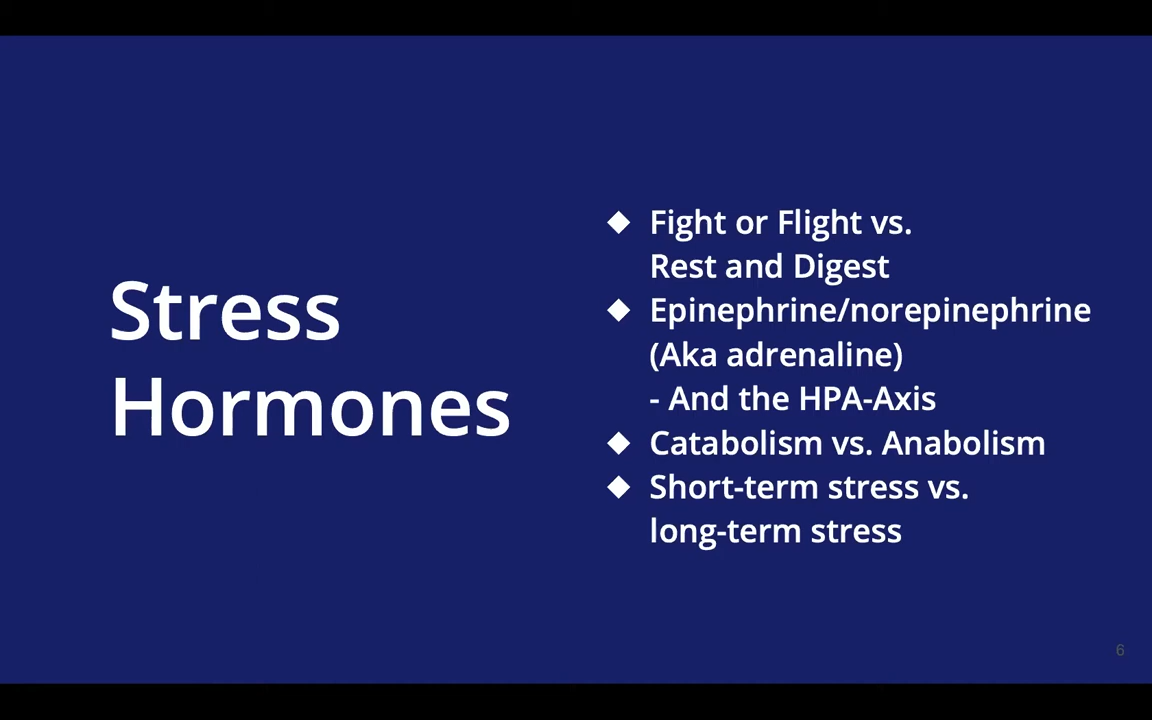 Stress
Hormones
◆ Fight or Flight vs.
Rest and Digest
◆ Epinephrine/norepinephrine
(Aka adrenaline)
- And the HPA-Axis
◆ Catabolism vs. Anabolism
◆ Short-term stress vs.
long-term stress
6